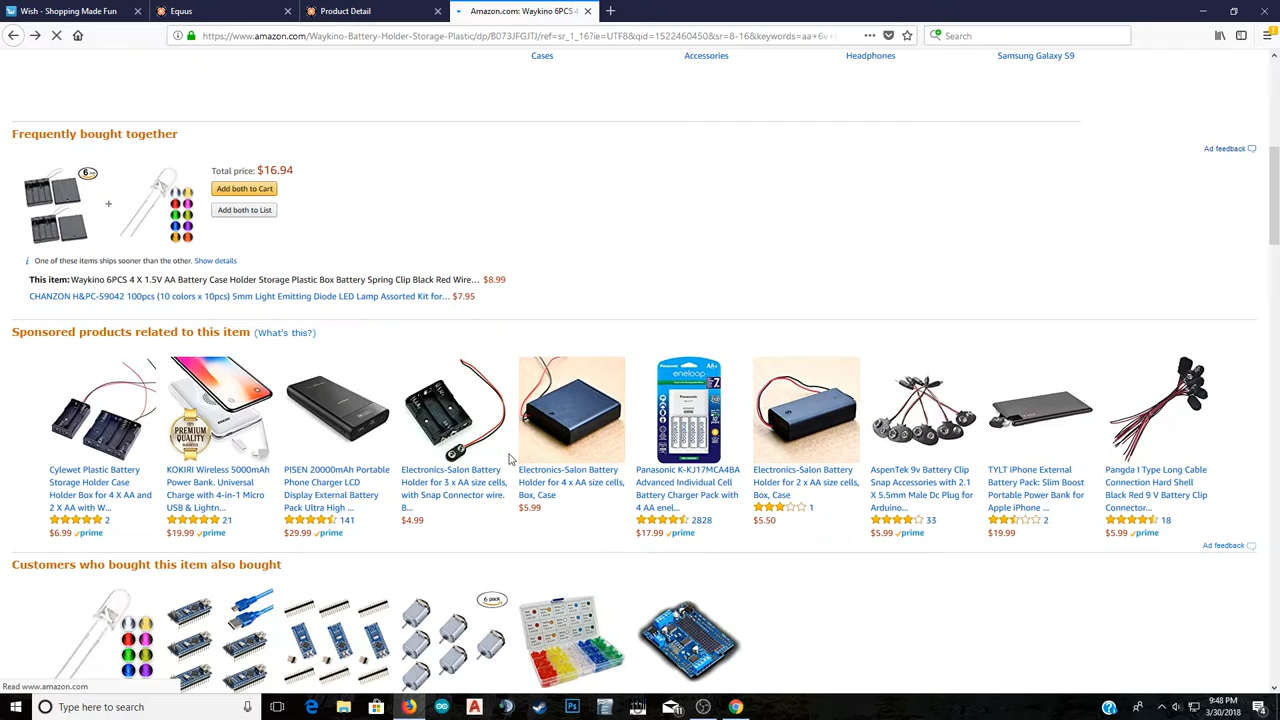 Wish - Shopping Made Fun
Equus
Product Detail
Amazon.com: Waykino 6PCS 4
https://www.amazon.com/Waykino-Battery-Holder-Storage-Plastic/dp/B073JFGJTJ/ref=sr_1_16?ie=UTF8&qid=1522460450&sr=8-16&keywords=aa+6v+
Search
Cases
Accessories
Headphones
Samsung Galaxy S9
Frequently bought together
Ad feedback
6
+
Total price: $16.94
Add both to Cart
Add both to List
One of these items ships sooner than the other. Show details
This item: Waykino 6PCS 4 X 1.5V AA Battery Case Holder Storage Plastic Box Battery Spring Clip Black Red Wire… $8.99
CHANZON H&PC-59042 100pcs (10 colors x 10pcs) 5mm Light Emitting Diode LED Lamp Assorted Kit for… $7.95
Sponsored products related to this item (What's this?)
PREMIUM
QUALITY
Panasonic
eneloop
Cylewet Plastic Battery
Storage Holder Case
Holder Box for 4 X AA and
2 X AA with W...
2
$6.99 prime
KOKIRI Wireless 5000mAh
Power Bank. Universal
Charge with 4-in-1 Micro
USB & Lightn...
21
$19.99 prime
PISEN 20000mAh Portable
Phone Charger LCD
Display External Battery
Pack Ultra High ...
141
$29.99 prime
Electronics-Salon Battery
Holder for 3 x AA size cells,
with Snap Connector wire.
B...
$4.99
Electronics-Salon Battery
Holder for 4 x AA size cells,
Box, Case
$5.99
Panasonic K-KJ17MCA4BA
Advanced Individual Cell
Battery Charger Pack with
4 AA enel...
2828
$17.99 prime
Electronics-Salon Battery
Holder for 2 x AA size cells,
Box, Case
1
$5.50
AspenTek 9v Battery Clip
Snap Accessories with 2.1
X 5.5mm Male Dc Plug for
Arduino...
33
$5.99 prime
TYLT iPhone External
Battery Pack: Slim Boost
Portable Power Bank for
Apple iPhone ...
2
$19.99
Pangda I Type Long Cable
Connection Hard Shell
Black Red 9 V Battery Clip
Connector...
18
$5.99 prime
Ad feedback
Customers who bought this item also bought
6 pack
Read www.amazon.com
Type here to search
9:48 PM
3/30/2018
4